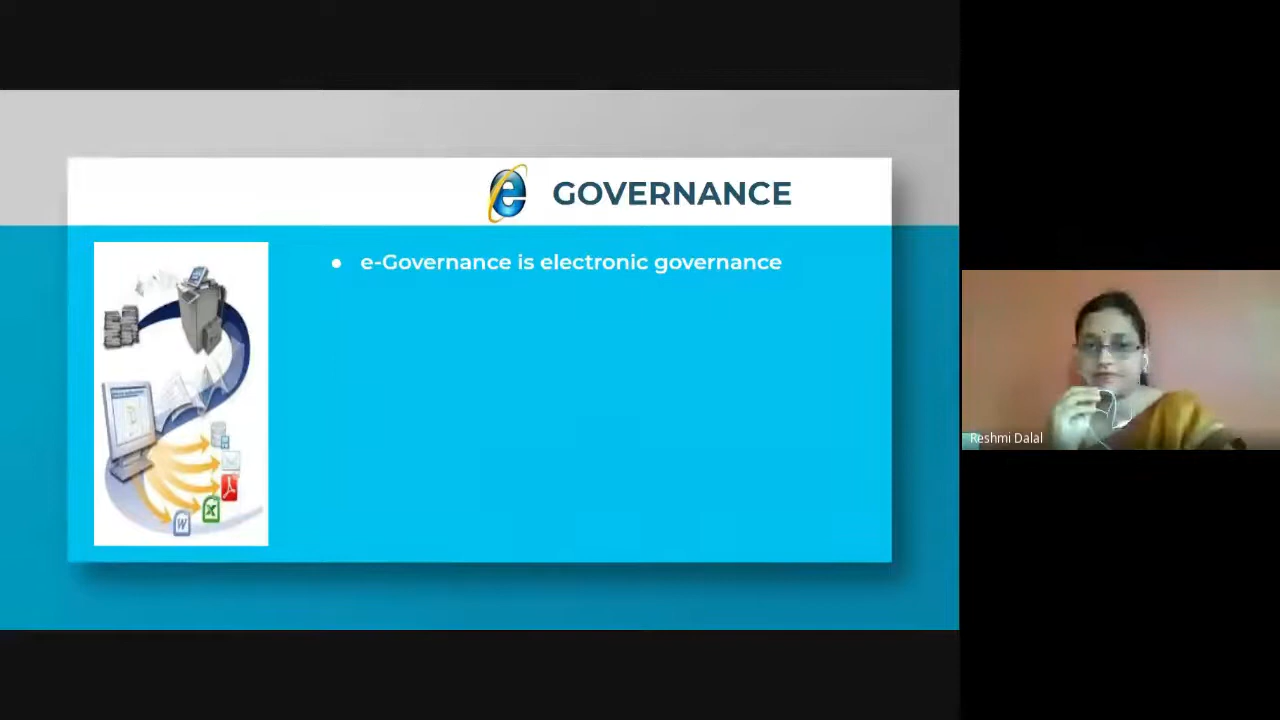 e GOVERNANCE
● e-Governance is electronic governance
W
X
Reshmi Dalal